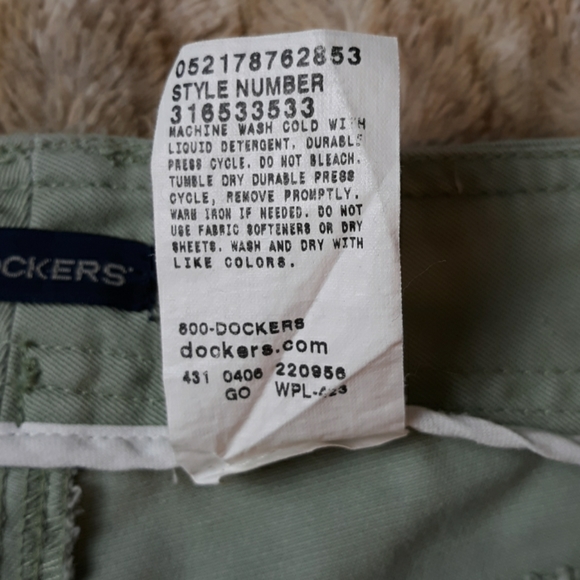 052178762853
STYLE NUMBER
316533533
MACHINE WASH COLD WITH
LIQUID DETERGENT. DURABLE
PRESS CYCLE. DO NOT BLEACH.
TUMBLE DRY DURABLE PRESS
CYCLE, REMOVE PROMPTLY.
WARM IRON IF NEEDED. DO NOT
USE FABRIC SOFTENERS OR DRY
SHEETS. WASH AND DRY WITH
LIKE COLORS.
DOCKERS
800-DOCKERS
dockers.com
431 0406 220956
GO